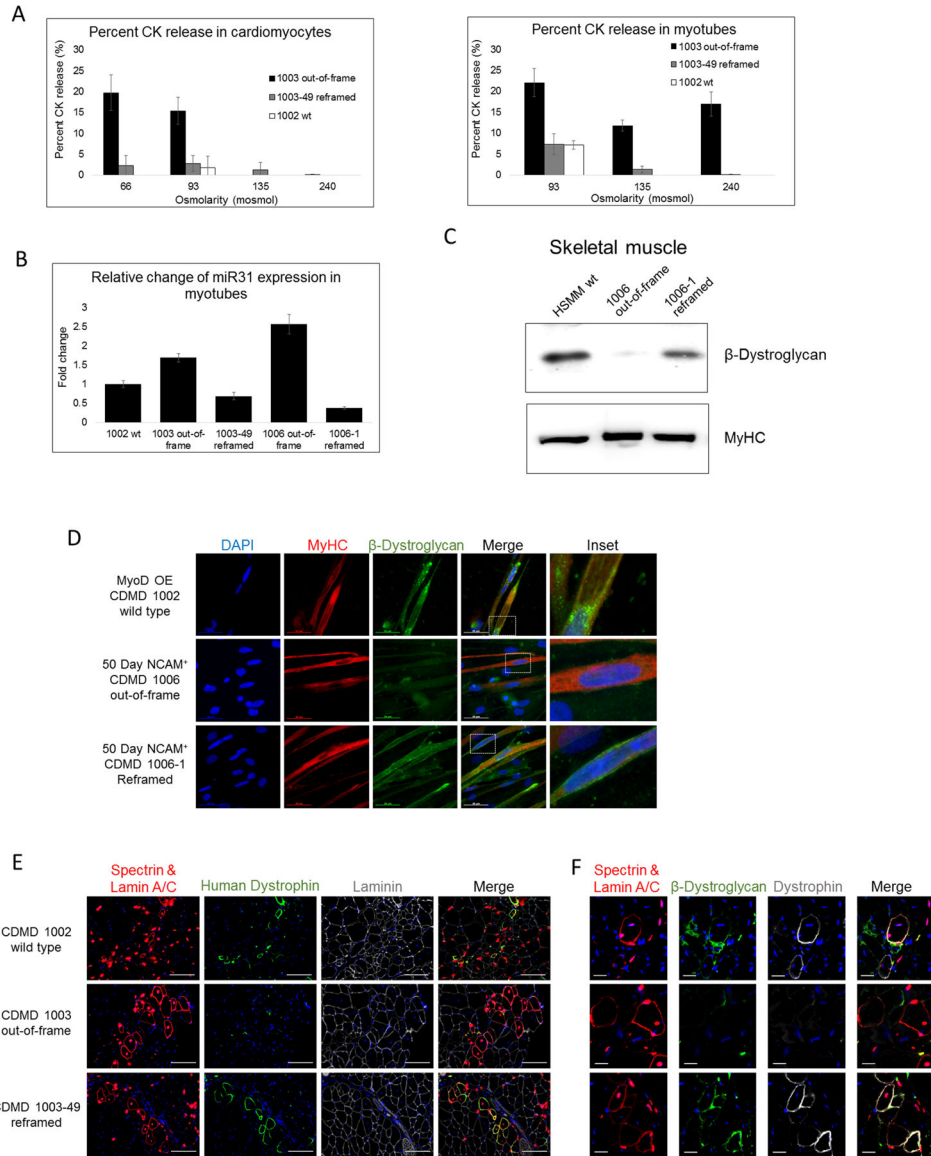 A
Percent CK release in cardiomyocytes
Percent CK release (%)
30
25
20
15
10
5
0
1003 out-of-frame
1003-49 reframed
1002 wt
66
93
135
240
Osmolarity (mosmol)
Percent CK release in myotubes
Percent CK release (%)
30
25
20
15
10
5
0
1003 out-of-frame
1003-49 reframed
1002 wt
93
135
240
Osmolarity (mosmol)
B
Relative change of miR31 expression in
myotubes
Fold change
3
2.5
2
1.5
1
0.5
0
1002 wt
1003 out-of-
frame
1003-49
reframed
1006 out-of-
frame
1006-1
reframed
C
Skeletal muscle
HSMM wt
1006
out-of-frame
1006-1
reframed
β-Dystroglycan
MyHC
D
DAPI
MyHC
β-Dystroglycan
Merge
Inset
MyoD OE
CDMD 1002
wild type
50 Day NCAM⁺
CDMD 1006
out-of-frame
50 Day NCAM⁺
CDMD 1006-1
Reframed
E
Spectrin &
Lamin A/C
Human Dystrophin
Laminin
Merge
CDMD 1002
wild type
CDMD 1003
out-of-frame
CDMD 1003-49
reframed
F
Spectrin &
Lamin A/C
β-Dystroglycan
Dystrophin
Merge